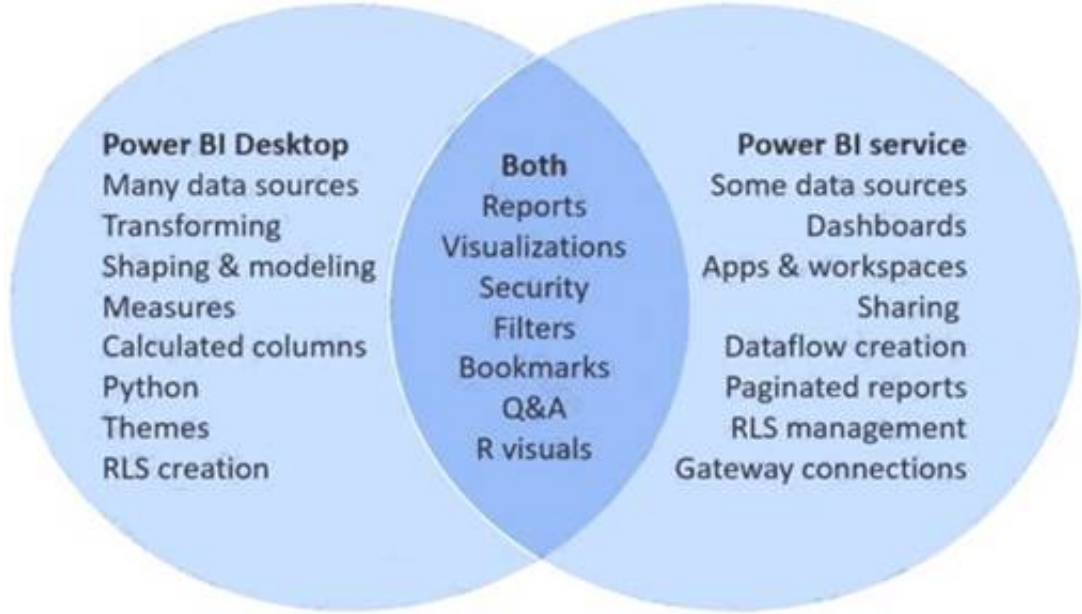 Power BI Desktop
Many data sources
Transforming
Shaping & modeling
Measures
Calculated columns
Python
Themes
RLS creation
Both
Reports
Visualizations
Security
Filters
Bookmarks
Q&A
R visuals
Power BI service
Some data sources
Dashboards
Apps & workspaces
Sharing
Dataflow creation
Paginated reports
RLS management
Gateway connections